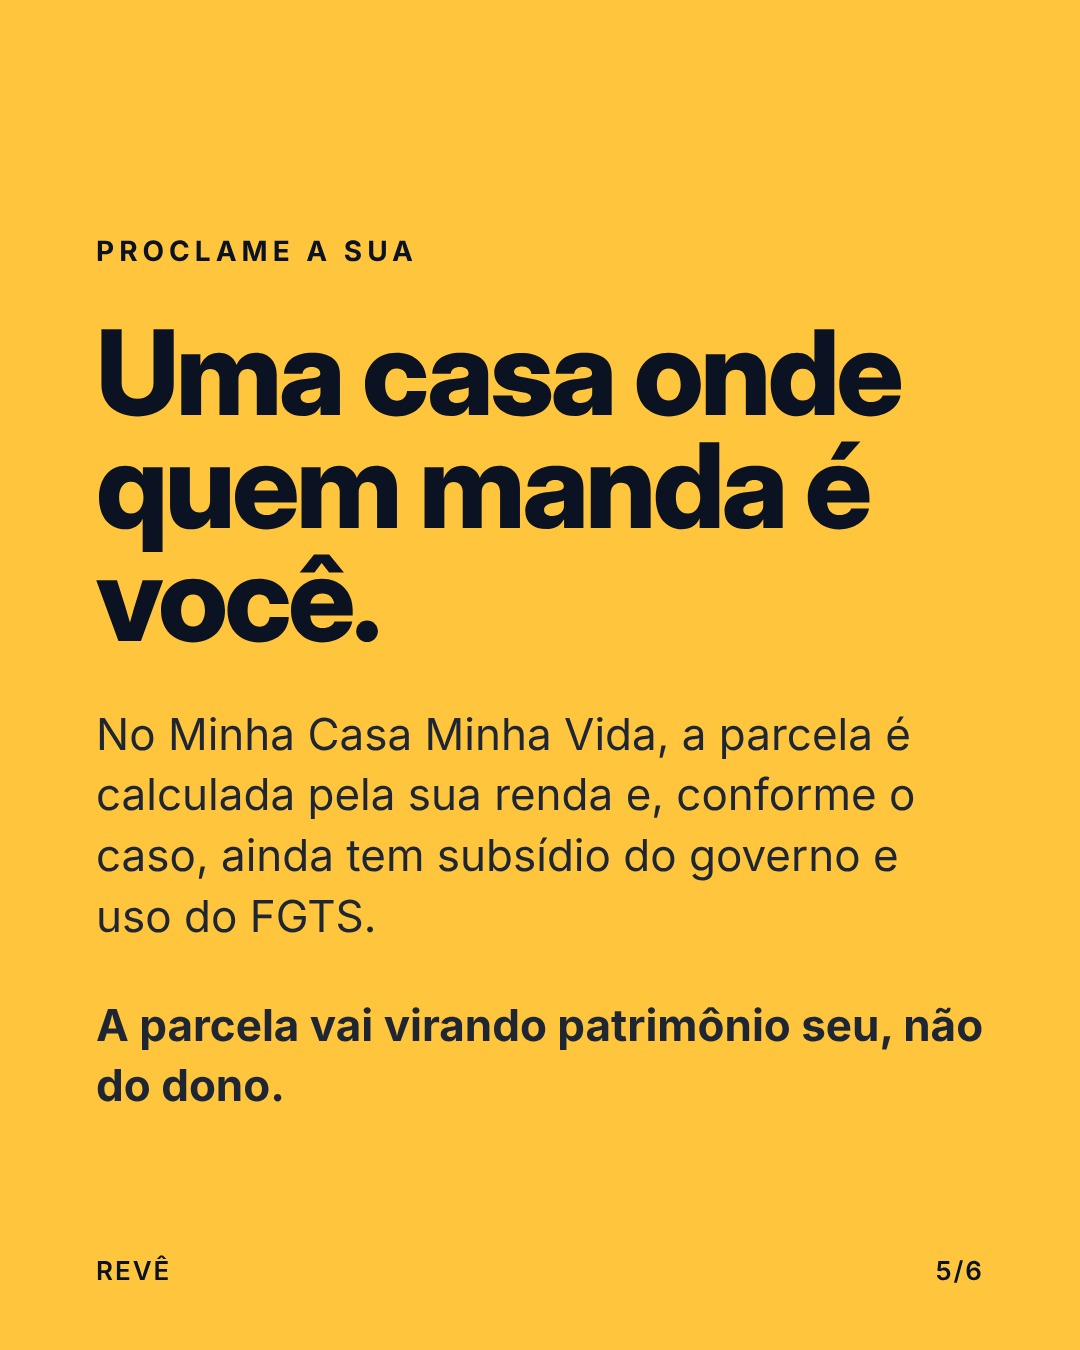 PROCLAME A SUA
Uma casa onde
quem manda é
você.
No Minha Casa Minha Vida, a parcela é
calculada pela sua renda e, conforme o
caso, ainda tem subsídio do governo e
uso do FGTS.
A parcela vai virando patrimônio seu, não
do dono.
REVÊ
5/6